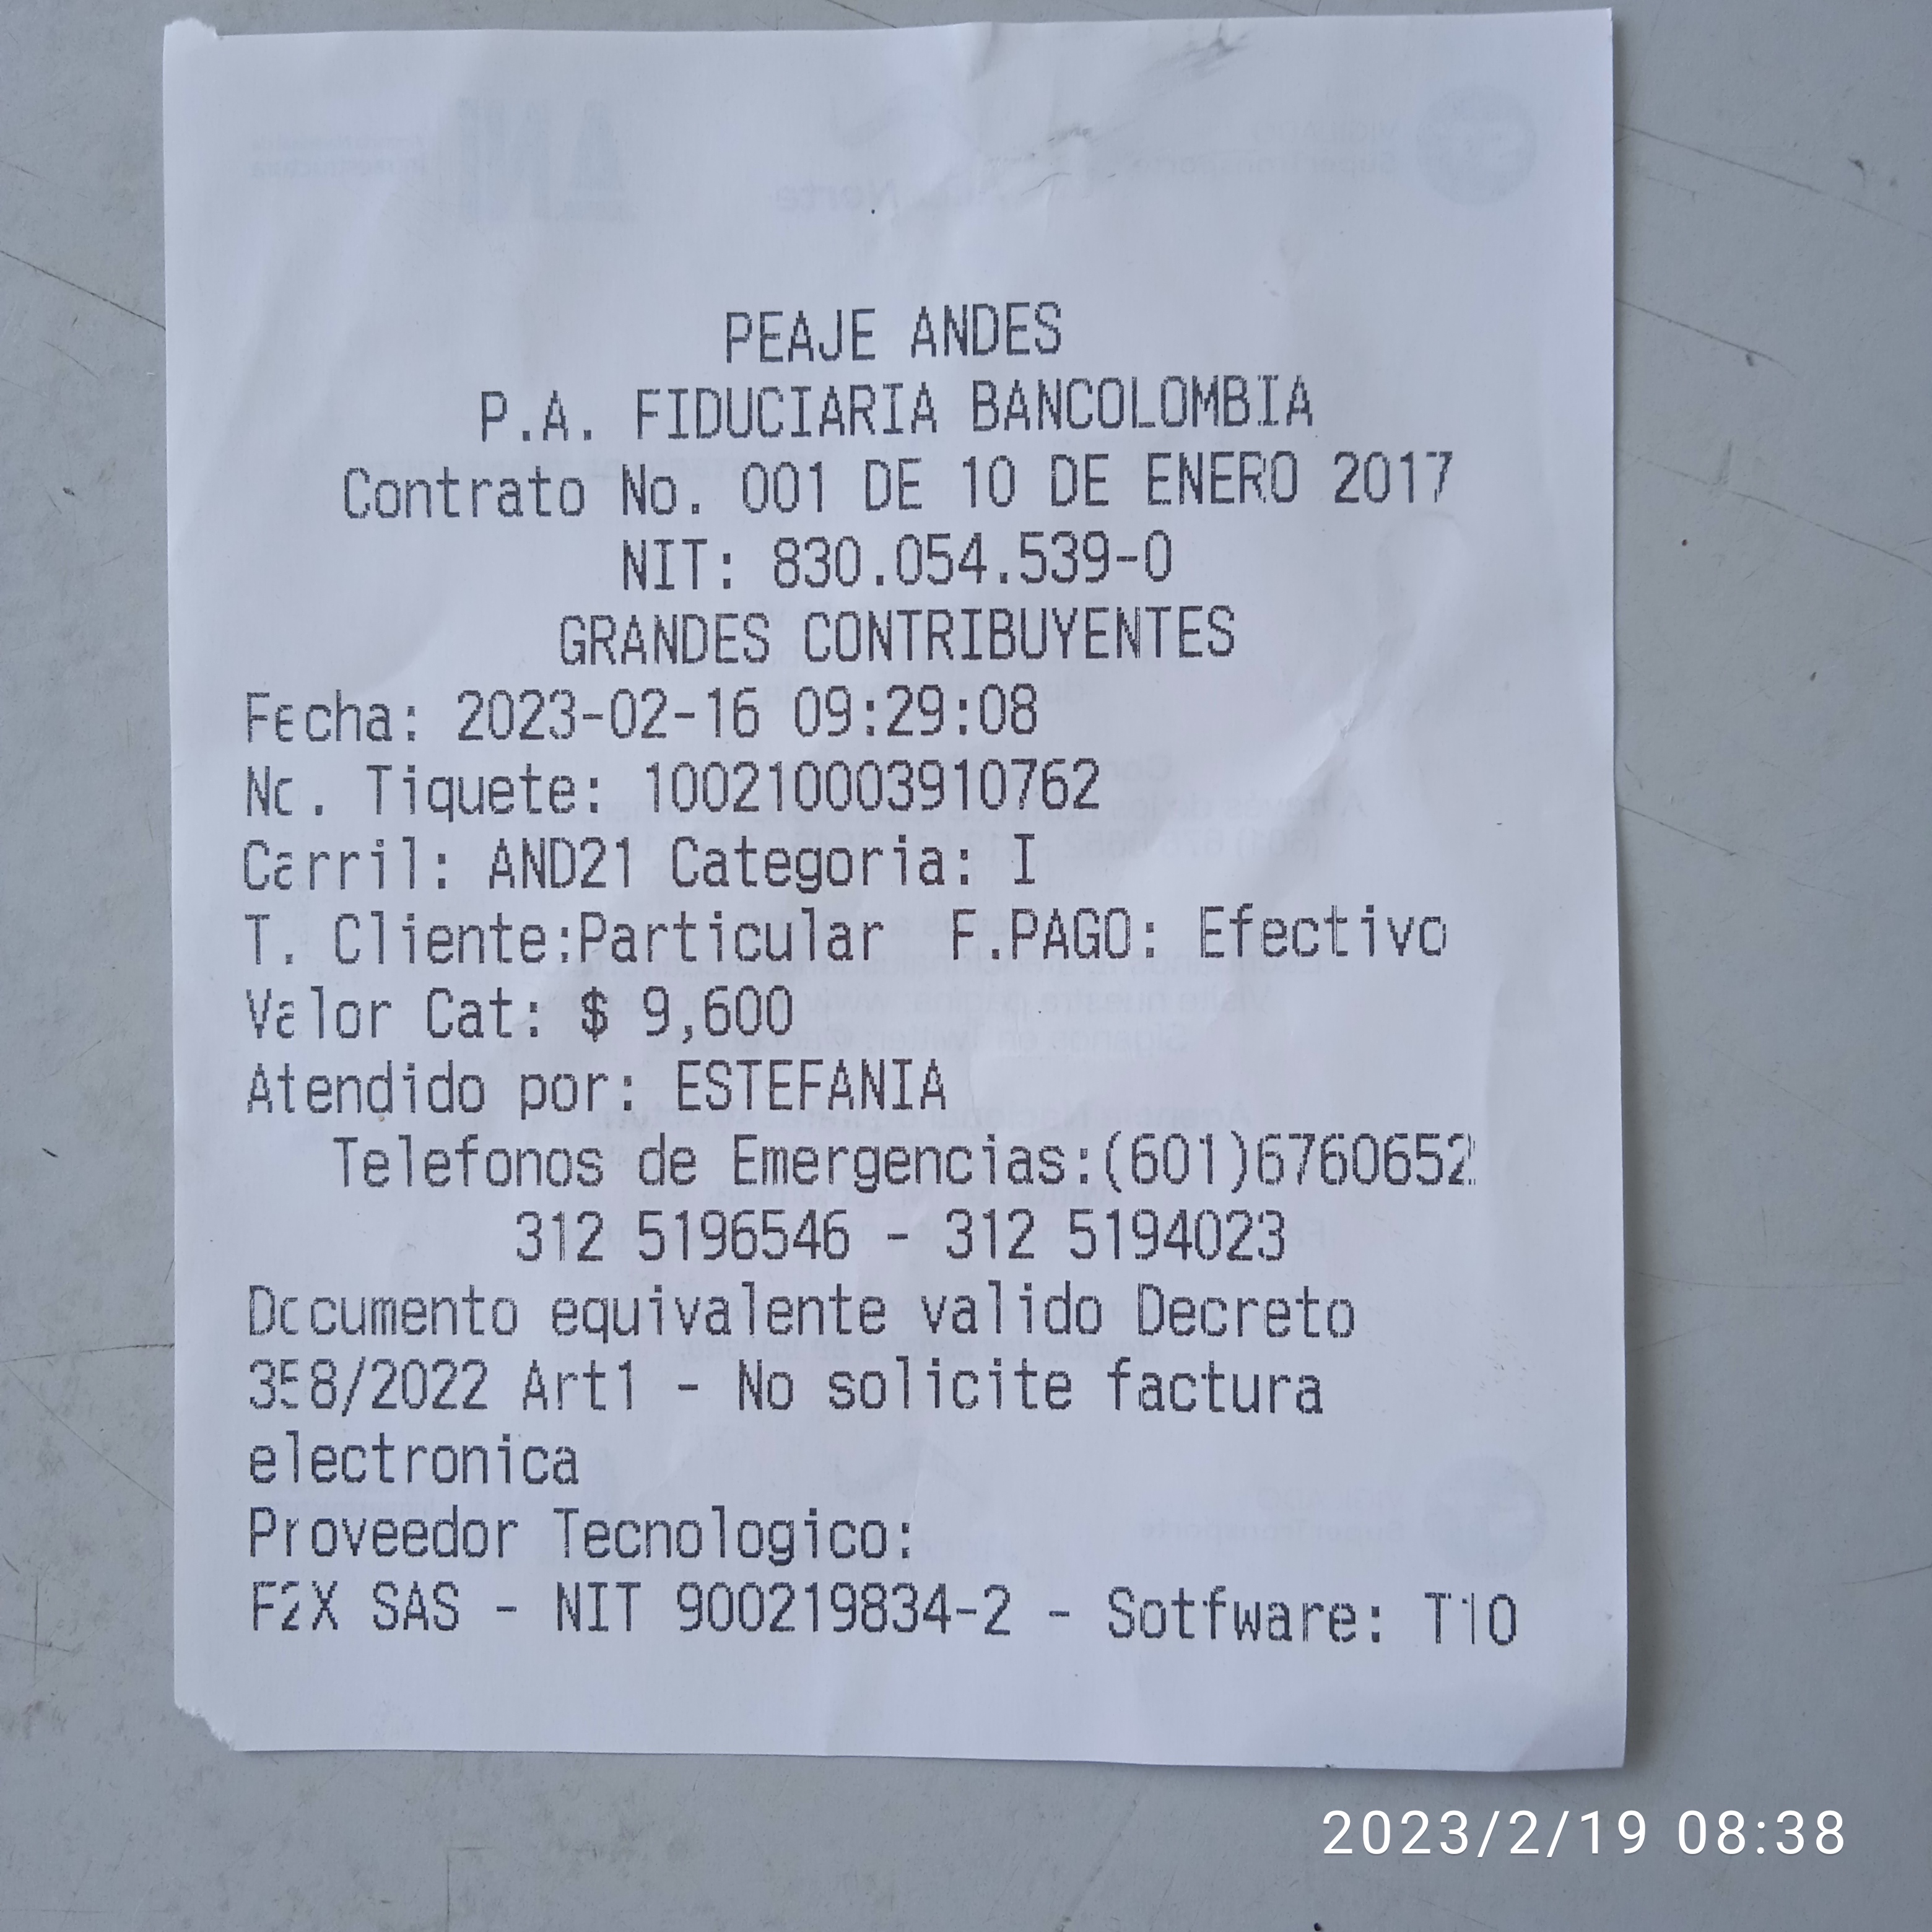 PEAJE ANDES
P.A. FIDUCIARIA BANCOLOMBIA
Contrato No. 001 DE 10 DE ENERO 2017
NIT: 830.054.539-0
GRANDES CONTRIBUYENTES
Fecha: 2023-02-16 09:29:08
No. Tiquete: 100210003910762
Carril: AND21 Categoria: I
T. Cliente:Particular F.PAGO: Efectivo
Valor Cat: $ 9,600
Atendido por: ESTEFANIA
Telefonos de Emergencias:(601)6760652
312 5196546 - 312 5194023
Documento equivalente valido Decreto
358/2022 Art1 - No solicite factura
electronica
Proveedor Tecnologico:
F2X SAS - NIT 900219834-2 - Sotfware: T10
2023/2/19 08:38